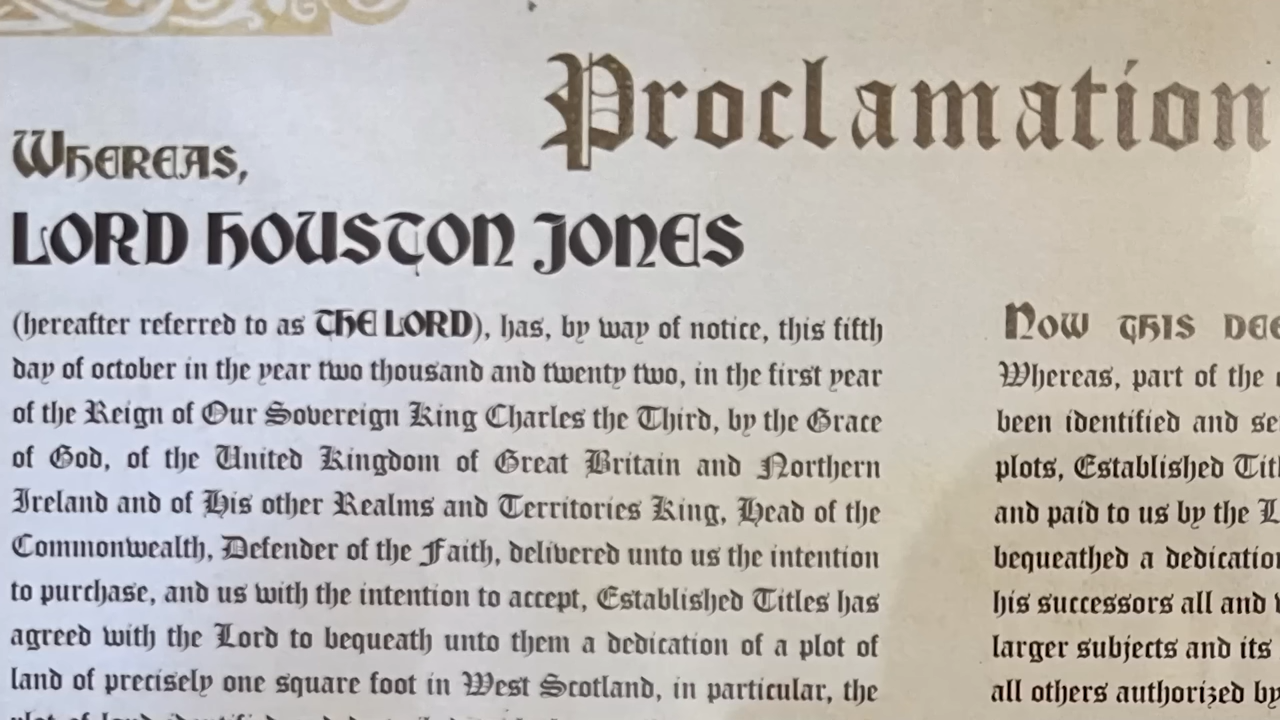 Proclamation
Whereas,
LORD HOUSTON JONES
(hereafter referred to as THE LORD), has, by way of notice, this fifth
day of october in the year two thousand and twenty two, in the first year
of the Reign of Our Sovereign King Charles the Third, by the Grace
of God, of the United Kingdom of Great Britain and Northern
Ireland and of His other Realms and Territories King, Head of the
Commonwealth, Defender of the Faith, delivered unto us the intention
to purchase, and us with the intention to accept, Established Titles has
agreed with the Lord to bequeath unto them a dedication of a plot of
land of precisely one square foot in West Scotland, in particular, the
plot of land
Now this
Whereas, part of the
been identified and
plots, Established
and paid to us by the
bequeathed a
his successors all and
larger subjects and its
all others authorized by